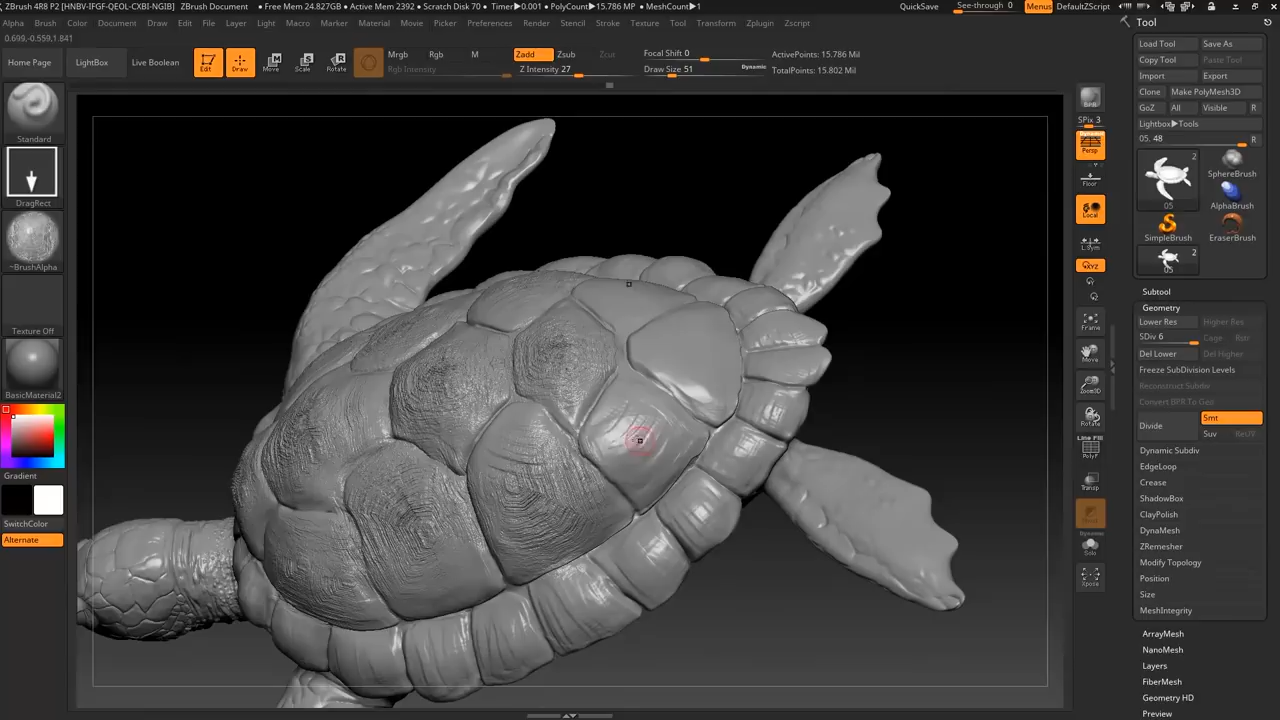 ZBrush 4R8 P2 [HNBV-IFGF-QEOL-CXBI-NGIB] ZBrush Document • Free Mem 24.827GB • Active Mem 2392 • Scratch Disk 70 • Timer▶0.001 • PolyCount▶15.786 MP • MeshCount▶1 QuickSave See-through 0 Menus DefaultZScript
Alpha Brush Color Document Draw Edit File Layer Light Macro Marker Material Movie Picker Preferences Render Stencil Stroke Texture Tool Transform Zplugin Zscript
0.699,-0.559,1.841
Home Page LightBox Live Boolean Edit Draw Move Scale Rotate
Mrgb Rgb M
Rgb Intensity
Zadd Zsub Zcut
Z Intensity 27
Focal Shift 0
Draw Size 51 Dynamic
ActivePoints: 15.786 Mil
TotalPoints: 15.802 Mil
Standard
DragRect
~BrushAlpha
Texture Off
BasicMaterial2
Gradient
SwitchColor
Alternate
BPR
SPix 3
Dynamic
Persp
Floor
Local
L.Sym
XYZ
Frame
Move
Zoom3D
Rotate
Line Fill
PolyF
Transp
Dynamic
Solo
Xpose
Tool
Load Tool Save As
Copy Tool Paste Tool
Import Export
Clone Make PolyMesh3D
GoZ All Visible R
Lightbox▶Tools
05. 48 R
2
05 SphereBrush
AlphaBrush
SimpleBrush EraserBrush
2
05
Subtool
Geometry
Lower Res Higher Res
SDiv 6 Cage Rstr
Del Lower Del Higher
Freeze SubDivision Levels
Reconstruct Subdiv
Convert BPR To Geo
Divide Smt
Suv ReUV
Dynamic Subdiv
EdgeLoop
Crease
ShadowBox
ClayPolish
DynaMesh
ZRemesher
Modify Topology
Position
Size
MeshIntegrity
ArrayMesh
NanoMesh
Layers
FiberMesh
Geometry HD
Preview